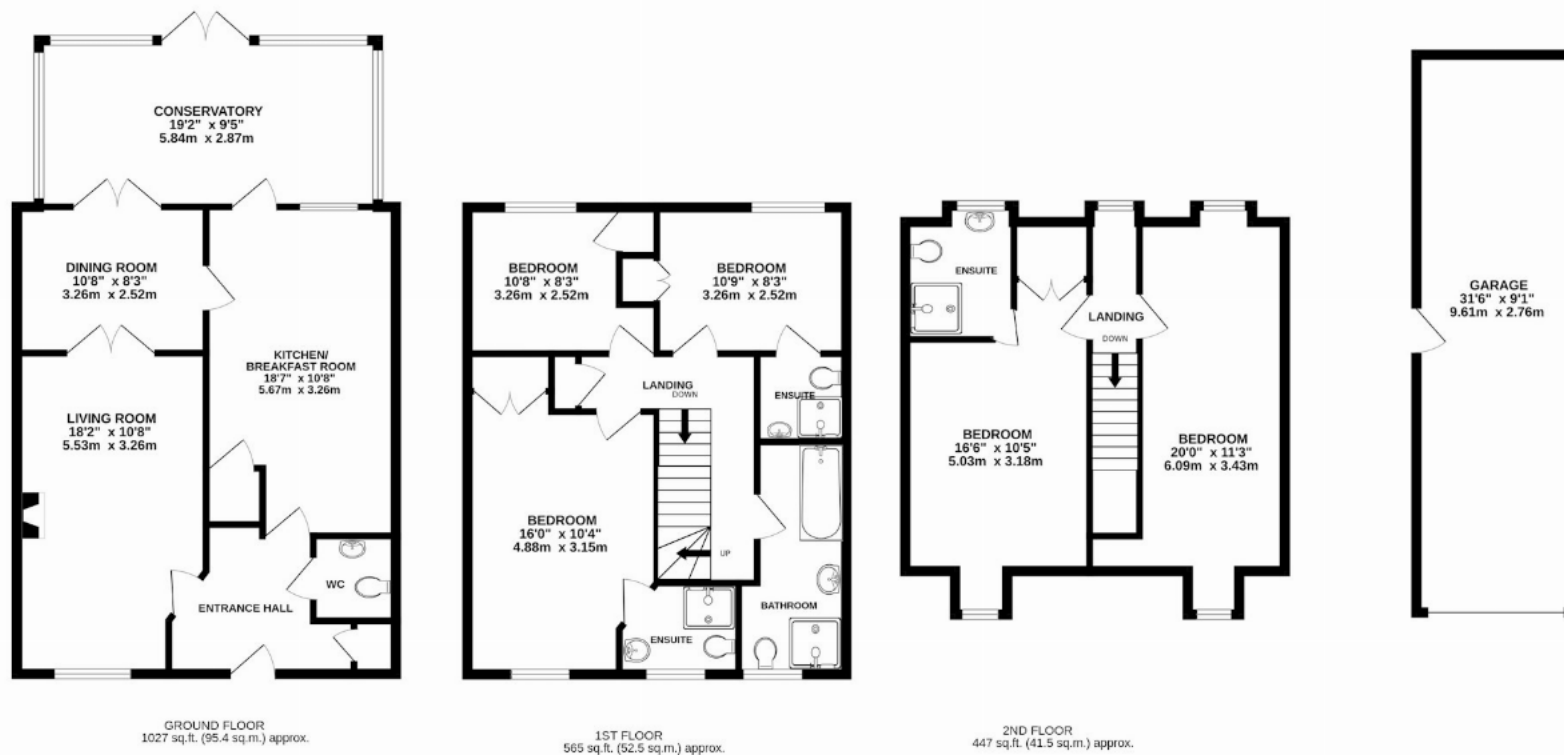 CONSERVATORY
19'2" x 9'5"
5.84m x 2.87m
DINING ROOM
10'8" x 8'3"
3.26m x 2.52m
KITCHEN/
BREAKFAST ROOM
18'7" x 10'8"
5.67m x 3.26m
LIVING ROOM
18'2" x 10'8"
5.53m x 3.26m
WC
ENTRANCE HALL
GROUND FLOOR
1027 sq.ft. (95.4 sq.m.) approx.
BEDROOM
10'8" x 8'3"
3.26m x 2.52m
BEDROOM
10'9" x 8'3"
3.26m x 2.52m
LANDING
DOWN
ENSUITE
BEDROOM
16'0" x 10'4"
4.88m x 3.15m
UP
BATHROOM
ENSUITE
1ST FLOOR
565 sq.ft. (52.5 sq.m.) approx.
ENSUITE
LANDING
DOWN
BEDROOM
16'6" x 10'5"
5.03m x 3.18m
BEDROOM
20'0" x 11'3"
6.09m x 3.43m
2ND FLOOR
447 sq.ft. (41.5 sq.m.) approx.
GARAGE
31'6" x 9'1"
9.61m x 2.76m